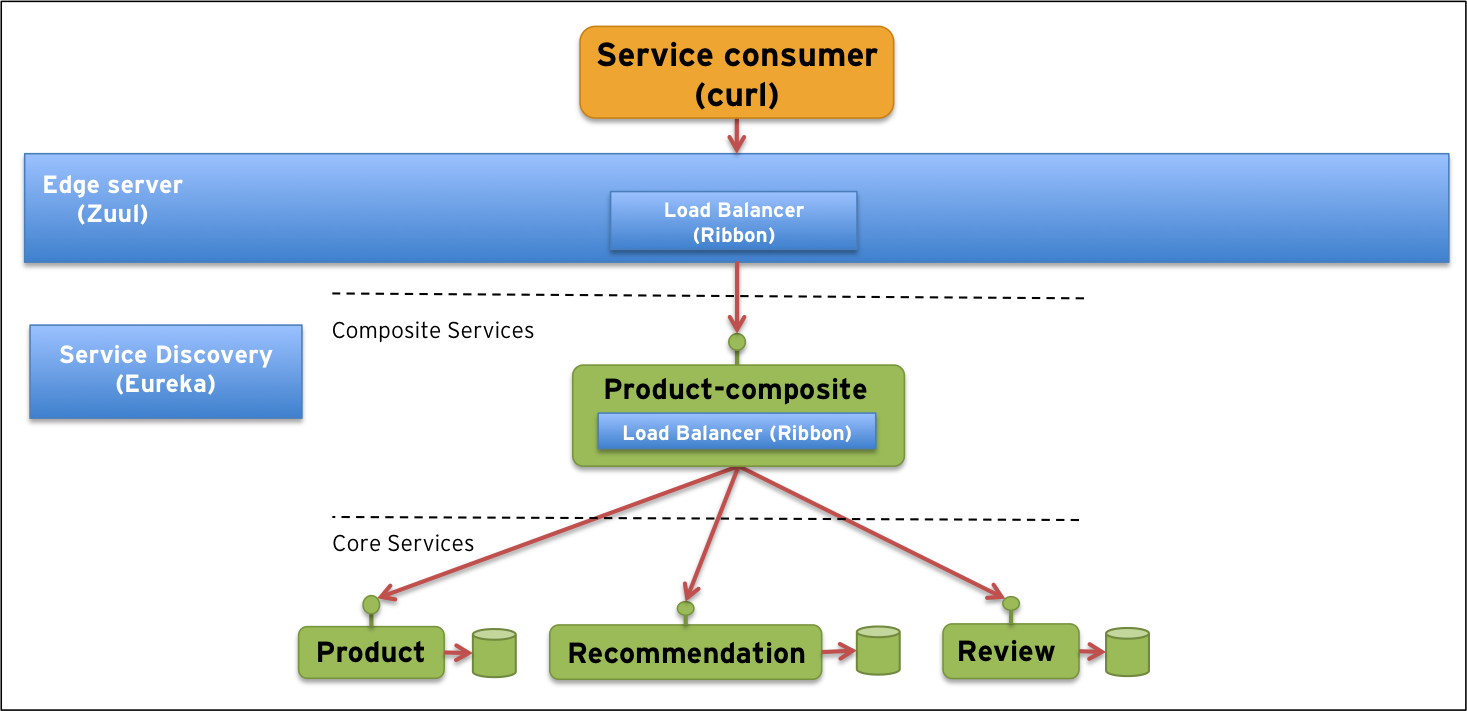 Service consumer
(curl)
Edge server
(Zuul)
Load Balancer
(Ribbon)
Composite Services
Service Discovery
(Eureka)
Product-composite
Load Balancer (Ribbon)
Core Services
Product
Recommendation
Review